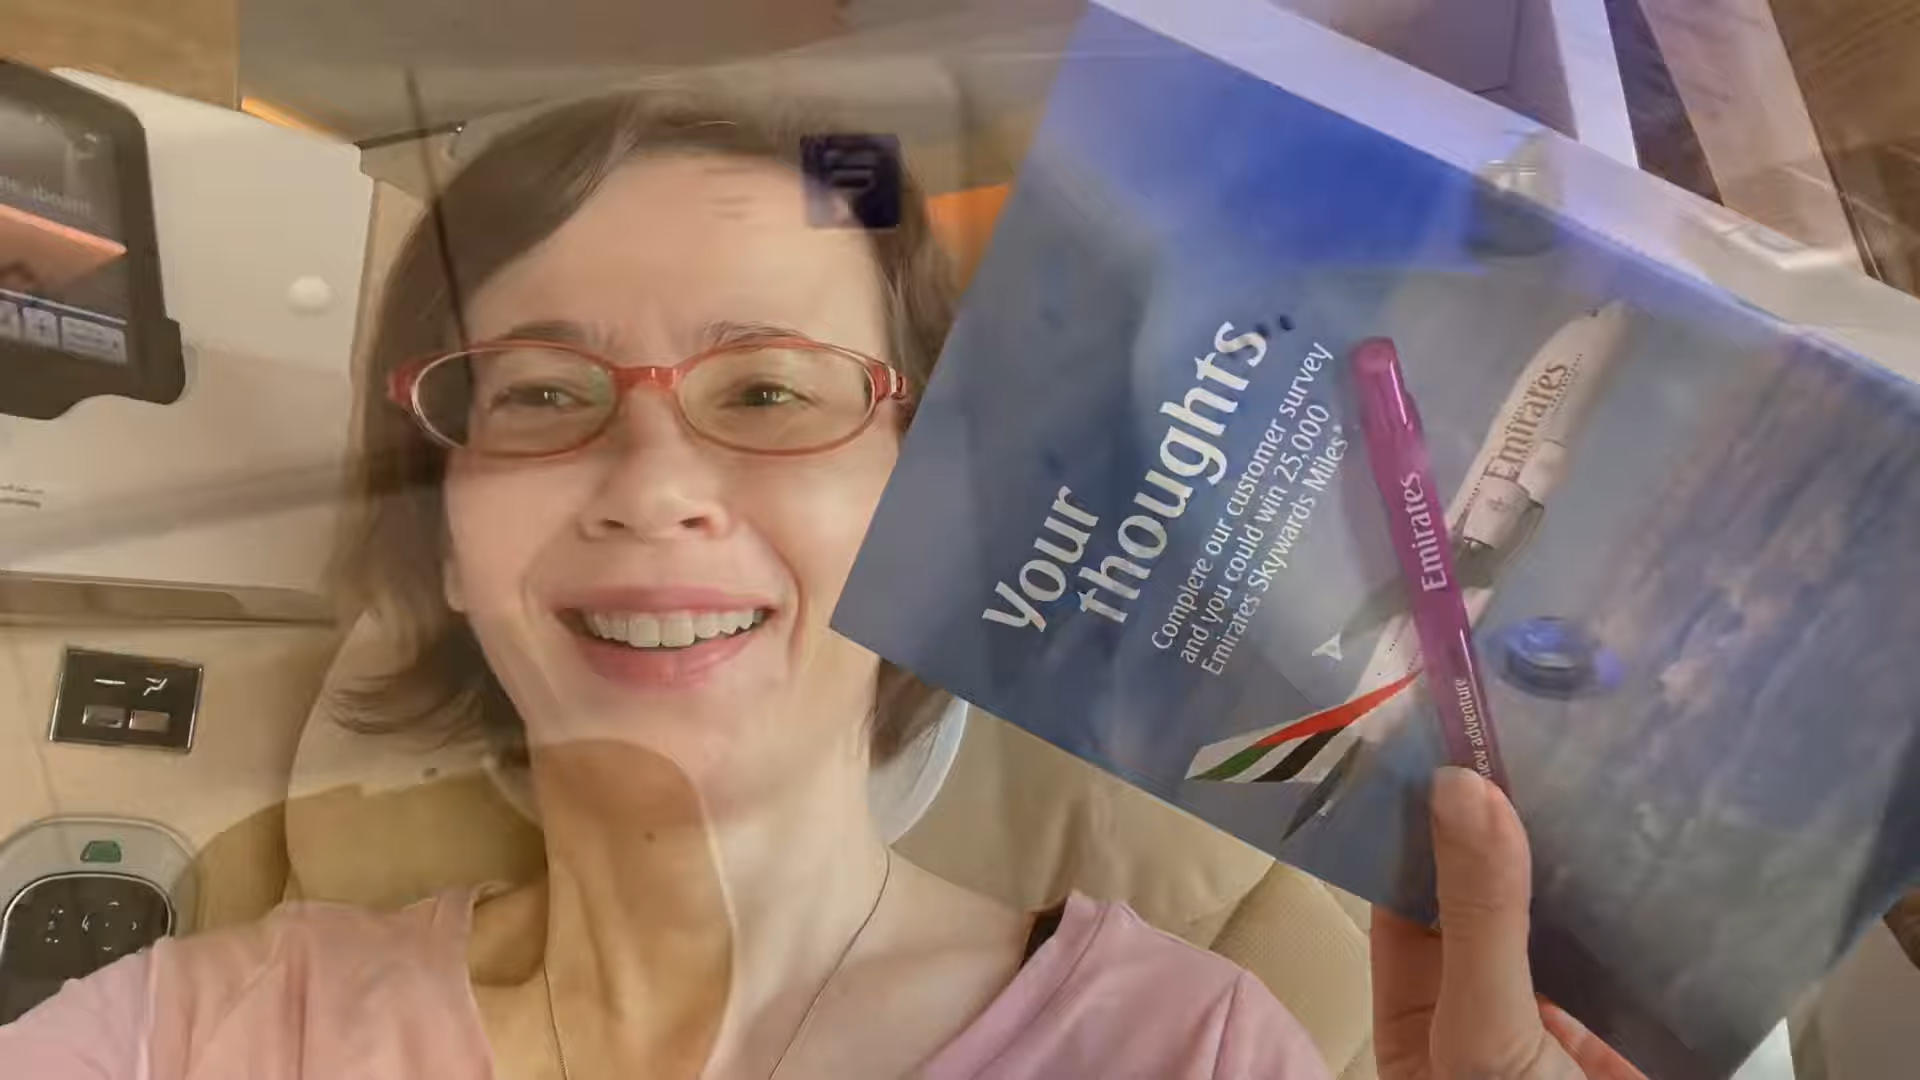 Your
thoughts.
Complete our customer survey
and you could win 25,000
Emirates Skywards Miles*
Emirates
new adventure
Emirates
aboard